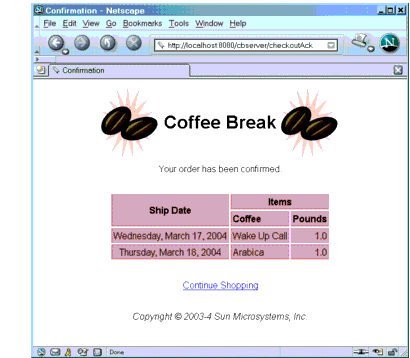 Confirmation - Netscape
File Edit View Go Bookmarks Tools Window Help
http://localhost:8080/cbserver/checkoutAck
Confirmation
Coffee Break
Your order has been confirmed.
Ship Date Items
Coffee Pounds
Wednesday, March 17, 2004 Wake Up Call 1.0
Thursday, March 18, 2004 Arabica 1.0
Continue Shopping
Copyright © 2003-4 Sun Microsystems, Inc.
Done